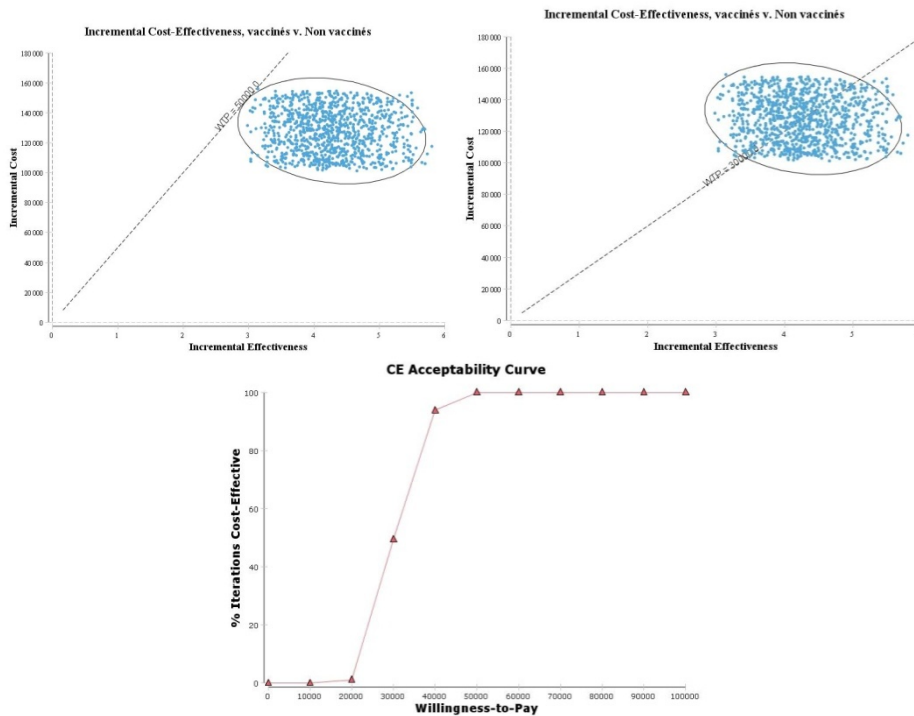 Incremental Cost-Effectiveness, vaccinés v. Non vaccinés
180 000
160 000
140 000
120 000
100 000
80 000
60 000
40 000
20 000
0
Incremental Cost
WTP = 50000.0
0 1 2 3 4 5 6
Incremental Effectiveness
Incremental Cost-Effectiveness, vaccinés v. Non vaccinés
180 000
160 000
140 000
120 000
100 000
80 000
60 000
40 000
20 000
0
Incremental Cost
0 1 2 3 4 5
Incremental Effectiveness
CE Acceptability Curve
100
80
60
40
20
0
% Iterations Cost-Effective
0 10000 20000 30000 40000 50000 60000 70000 80000 90000 100000
Willingness-to-Pay